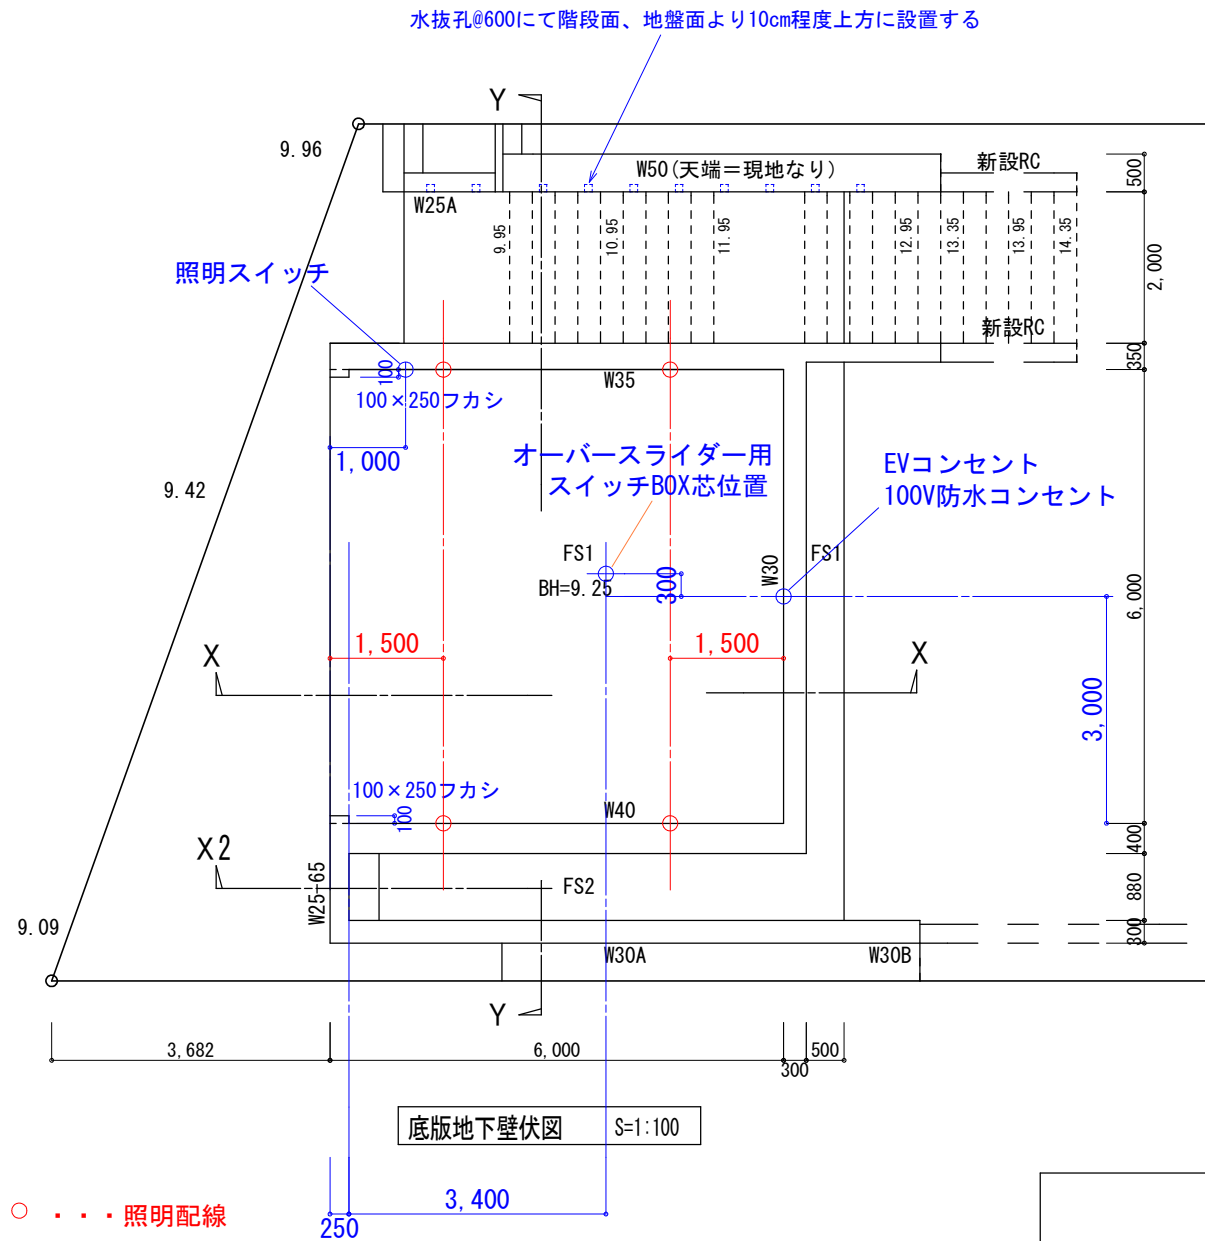 水抜孔@600にて階段面、地盤面より10cm程度上方に設置する
Y
9.96
W50(天端＝現地なり)
新設RC
500
W25A
9.95
10.95
11.95
12.95
13.35
13.95
14.35
2,000
照明スイッチ
新設RC
350
100
W35
100×250フカシ
1,000
オーバースライダー用
スイッチBOX芯位置
EVコンセント
100V防水コンセント
9.42
FS1
BH=9.25
300
W30
FS1
6,000
1,500
1,500
X
X
3,000
100×250フカシ
100
W40
400
X2
W25-65
FS2
880
9.09
300
W30A
W30B
Y
3,682
6,000
300
500
底版地下壁伏図 S=1:100
3,400
250
○ ・・・照明配線